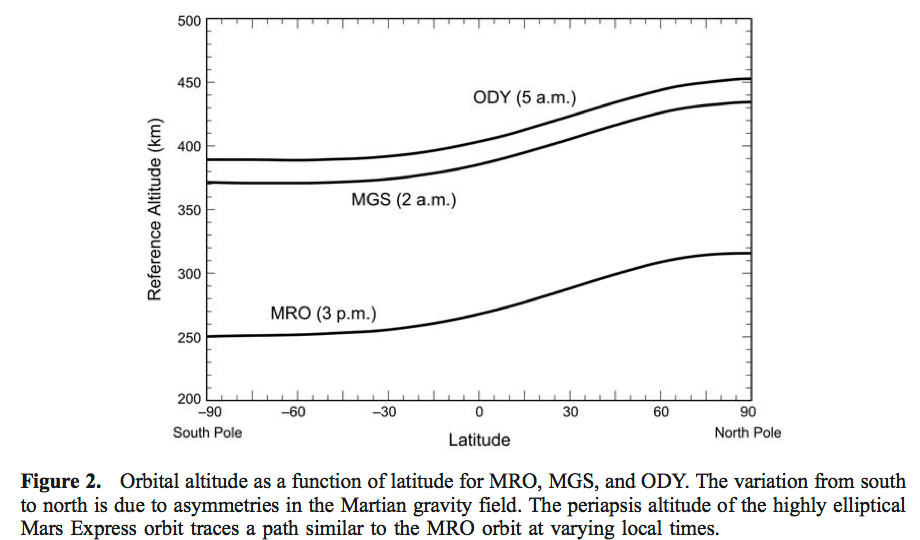 500
450
400
350
300
250
200
Reference Altitude (km)
ODY (5 a.m.)
MGS (2 a.m.)
MRO (3 p.m.)
–90
–60
–30
0
30
60
90
South Pole
Latitude
North Pole
Figure 2. Orbital altitude as a function of latitude for MRO, MGS, and ODY. The variation from south
to north is due to asymmetries in the Martian gravity field. The periapsis altitude of the highly elliptical
Mars Express orbit traces a path similar to the MRO orbit at varying local times.